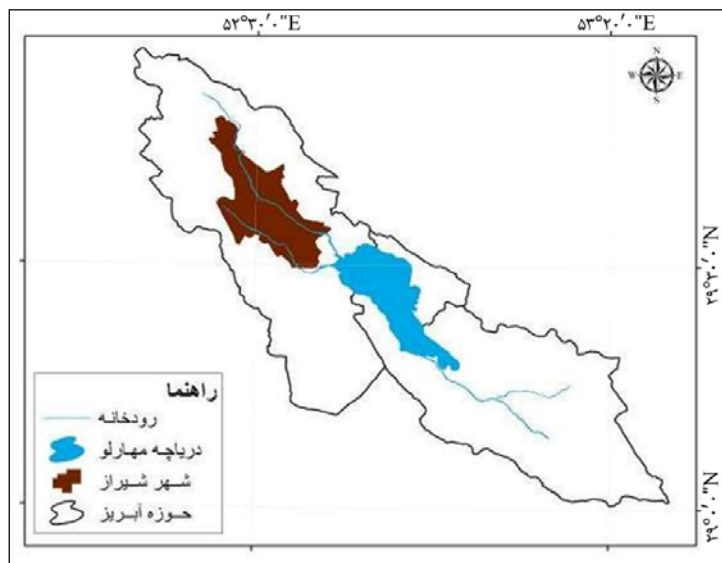 ۵۲°۳۰'۰"E
۵۳°۲۰'۰"E
N
W E
S
راهنما
رودخانه
دریاچه مهارلو
شهر شیراز
حوزه آبریز